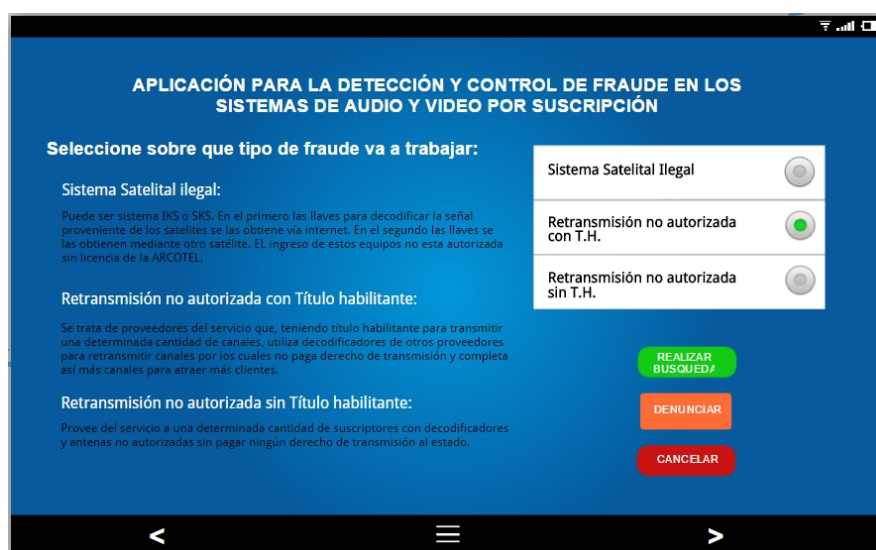 APLICACIÓN PARA LA DETECCIÓN Y CONTROL DE FRAUDE EN LOS
SISTEMAS DE AUDIO Y VIDEO POR SUSCRIPCIÓN
Seleccione sobre que tipo de fraude va a trabajar:
Sistema Satelital ilegal:
Puede ser sistema IKS o SKS. En el primero las llaves para decodificar la señal
proveniente de los satelites se las obtiene vía internet. En el segundo las llaves se
las obtienen mediante otro satélite. EL ingreso de estos equipos no esta autorizada
sin licencia de la ARCOTEL.
Retransmisión no autorizada con Título habilitante:
Se trata de proveedores del servicio que, teniendo título habilitante para transmitir
una determinada cantidad de canales, utiliza decodificadores de otros proveedores
para retransmitir canales por los cuales no paga derecho de transmisión y completa
así más canales para atraer más clientes.
Retransmisión no autorizada sin Título habilitante:
Provee del servicio a una determinada cantidad de suscriptores con decodificadores
y antenas no autorizadas sin pagar ningún derecho de transmisión al estado.
Sistema Satelital Ilegal
Retransmisión no autorizada
con T.H.
Retransmisión no autorizada
sin T.H.
REALIZAR
BUSQUEDA
DENUNCIAR
CANCELAR